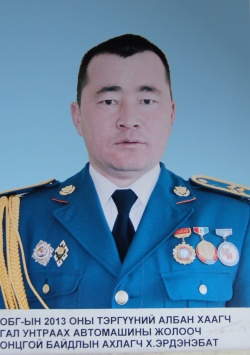 ОБГ-ЫН 2013 ОНЫ ТЭРГҮҮНИЙ АЛБАН ХААГЧ
ГАЛ УНТРААХ АВТОМАШИНЫ ЖОЛООЧ
ОНЦГОЙ БАЙДЛЫН АХЛАГЧ Х.ЭРДЭНЭБАТ